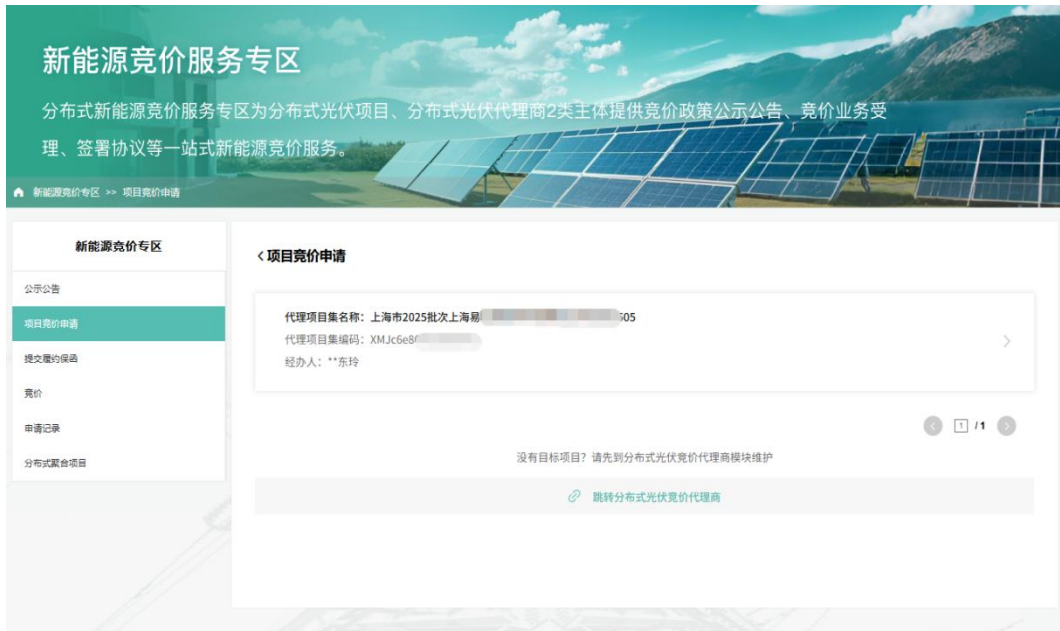 新能源竞价服务专区
分布式新能源竞价服务专区为分布式光伏项目、分布式光伏代理商2类主体提供竞价政策公示公告、竞价业务受
理、签署协议等一站式新能源竞价服务。
新能源竞价专区 >> 项目竞价申请
新能源竞价专区
公示公告
项目竞价申请
提交履约保函
竞价
申请记录
分布式聚合项目
<项目竞价申请
代理项目集名称：上海市2025批次上海易 505
代理项目集编码：XMJc6e8
经办人：**东玲
1 /1
没有目标项目？请先到分布式光伏竞价代理商模块维护
跳转分布式光伏竞价代理商